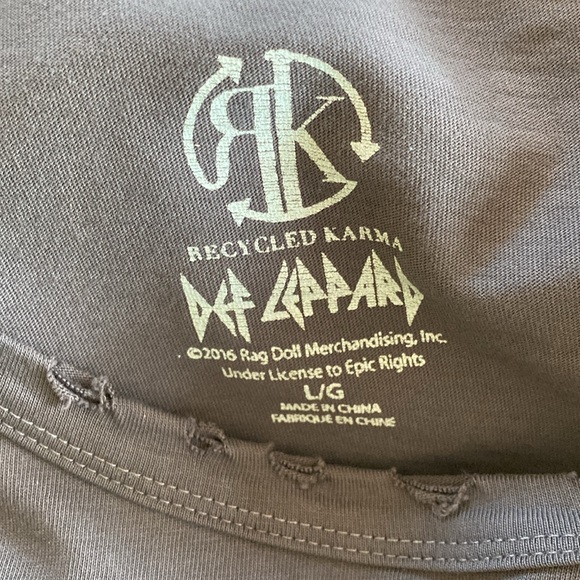 RK
RECYCLED KARMA
DEF LEPPARD
©2016 Rag Doll Merchandising, Inc.
Under License to Epic Rights
L/G
MADE IN CHINA
FABRIQUÉ EN CHINE